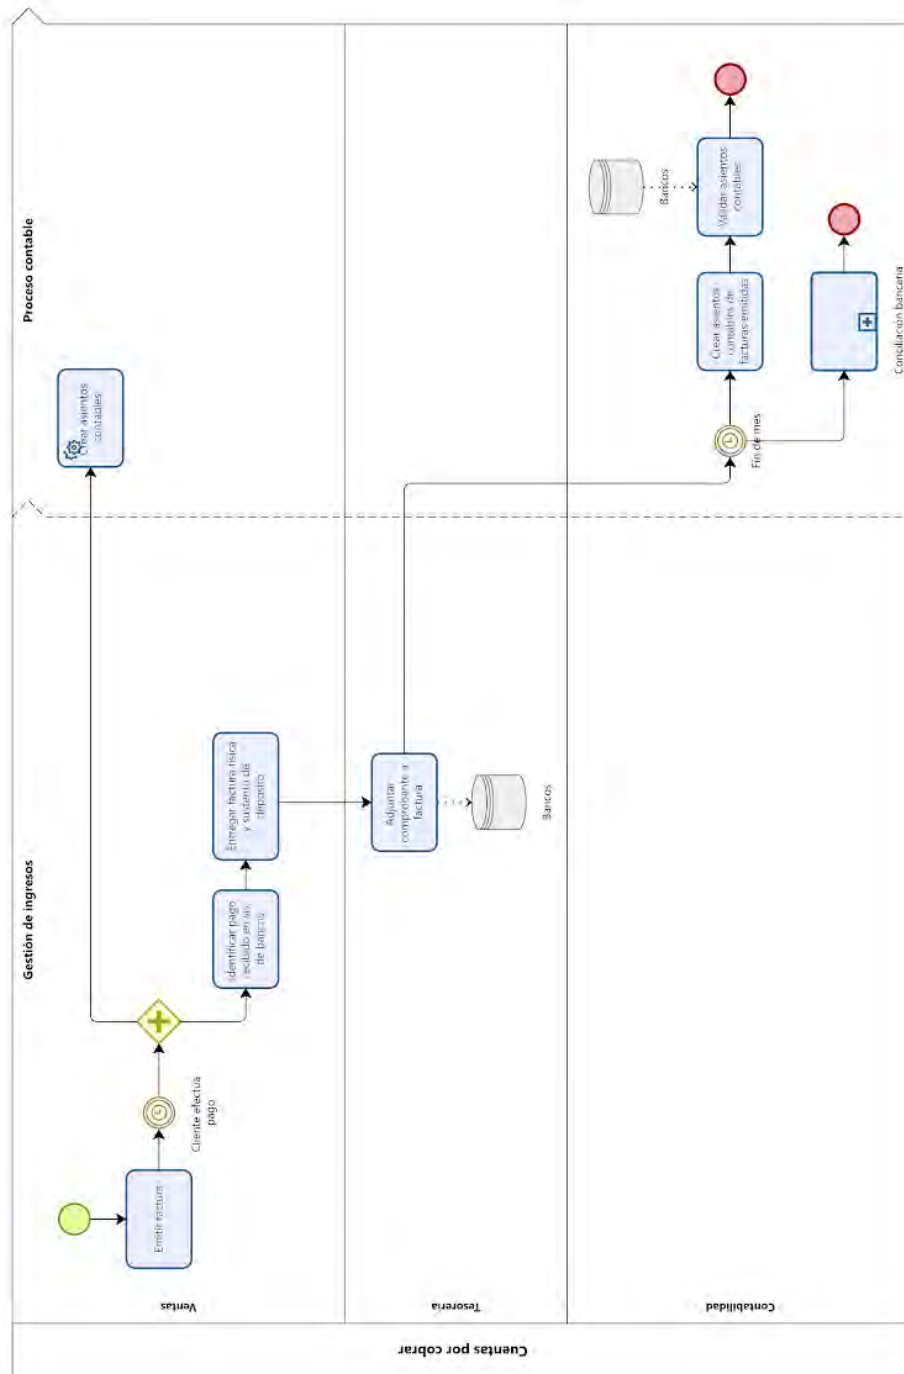 Cuentas por cobrar
Gestión de ingresos
Proceso contable
Ventas
Emitir factura
Cliente efectúa
pago
Identificar pago
recibido en
de bancos
Entregar factura física
y sustento de
depósito
Crear asientos
contables
Tesorería
Adjuntar
comprobante a
factura
Bancos
Contabilidad
Fin de mes
Crear asientos
contables de
facturas emitidas
Validar asientos
contables
Bancos
Conciliación bancaria